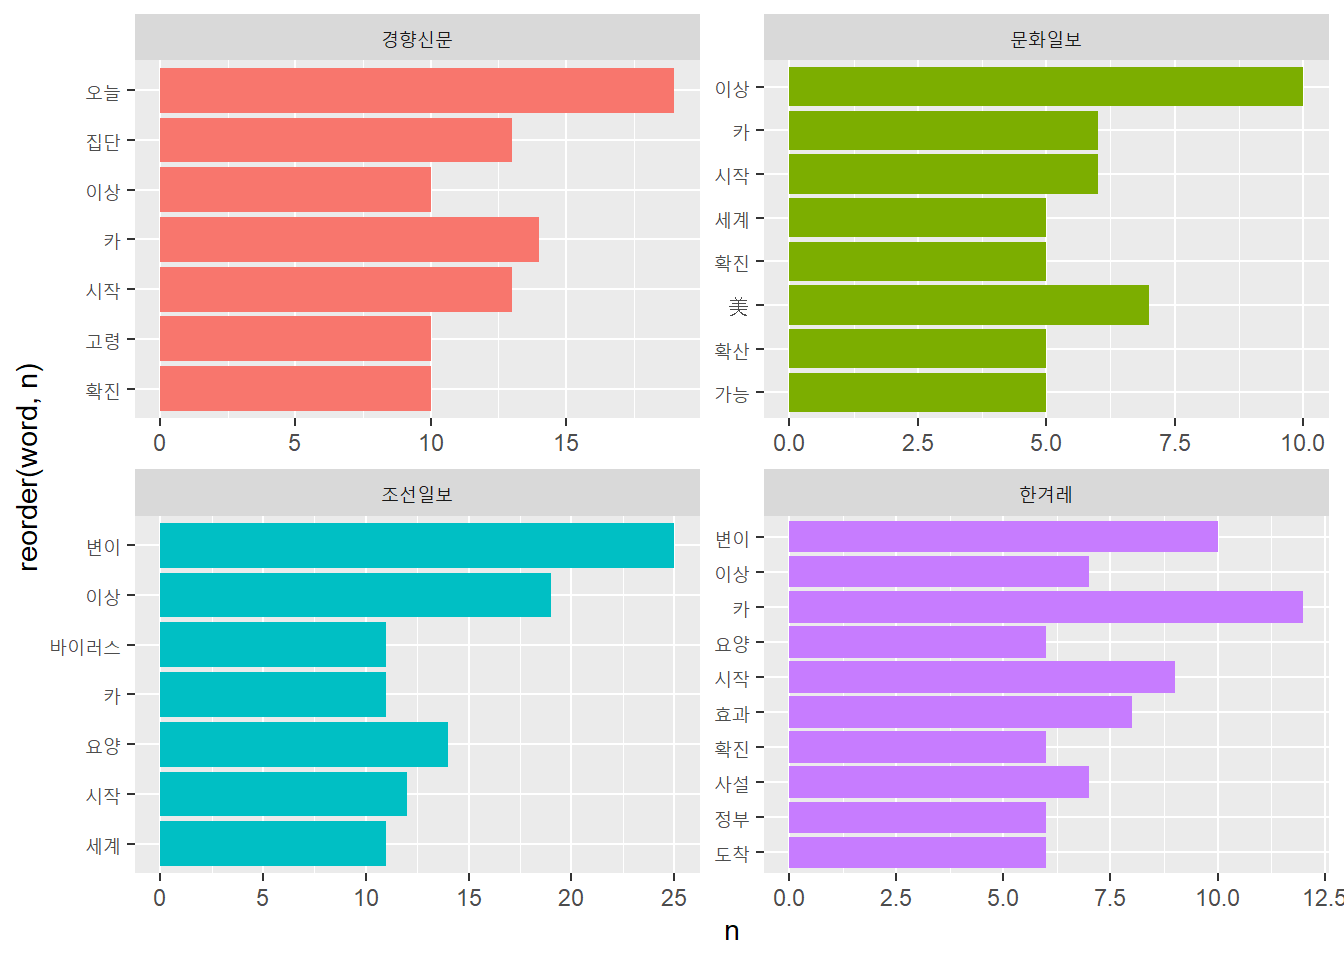 경향신문
오늘
집단
이상
카
시작
고령
확진
0 5 10 15
문화일보
이상
카
시작
세계
확진
美
확산
가능
0.0 2.5 5.0 7.5 10.0
조선일보
변이
이상
바이러스
카
요양
시작
세계
0 5 10 15 20 25
한겨레
변이
이상
카
요양
시작
효과
확진
사설
정부
도착
0.0 2.5 5.0 7.5 10.0 12.5
n
reorder(word, n)